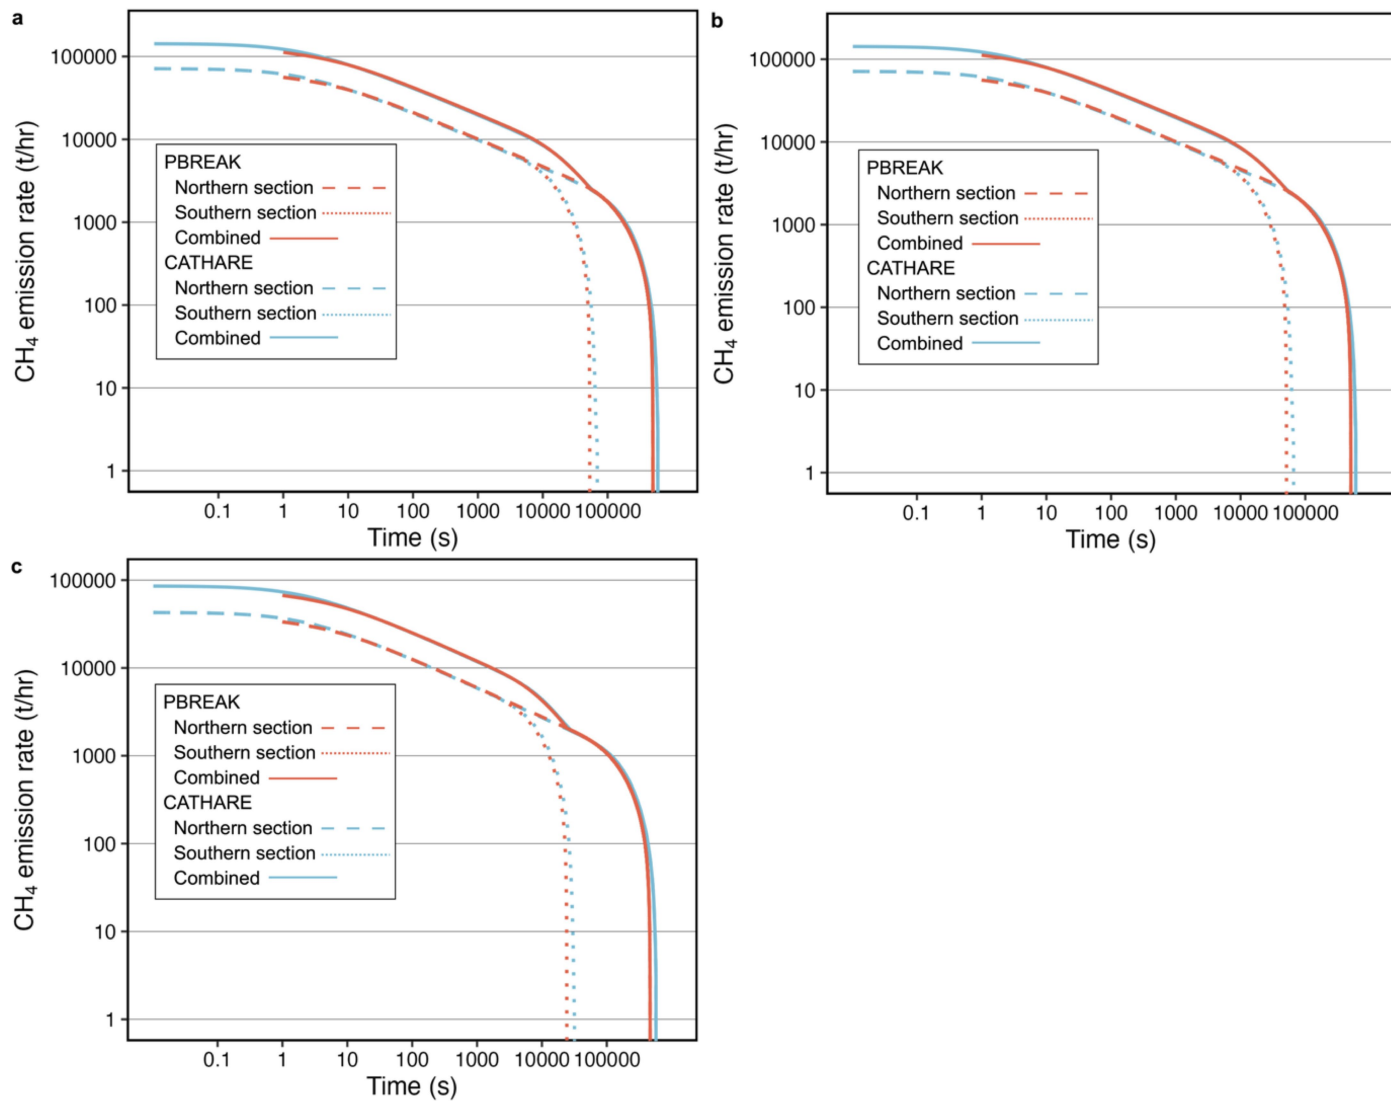 a
100000
10000
1000
100
10
1
CH4 emission rate (t/hr)
PBREAK
Northern section
Southern section
Combined
CATHARE
Northern section
Southern section
Combined
0.1 1 10 100 1000 10000 100000
Time (s)
b
100000
10000
1000
100
10
1
CH4 emission rate (t/hr)
PBREAK
Northern section
Southern section
Combined
CATHARE
Northern section
Southern section
Combined
0.1 1 10 100 1000 10000 100000
Time (s)
c
100000
10000
1000
100
10
1
CH4 emission rate (t/hr)
PBREAK
Northern section
Southern section
Combined
CATHARE
Northern section
Southern section
Combined
0.1 1 10 100 1000 10000 100000
Time (s)